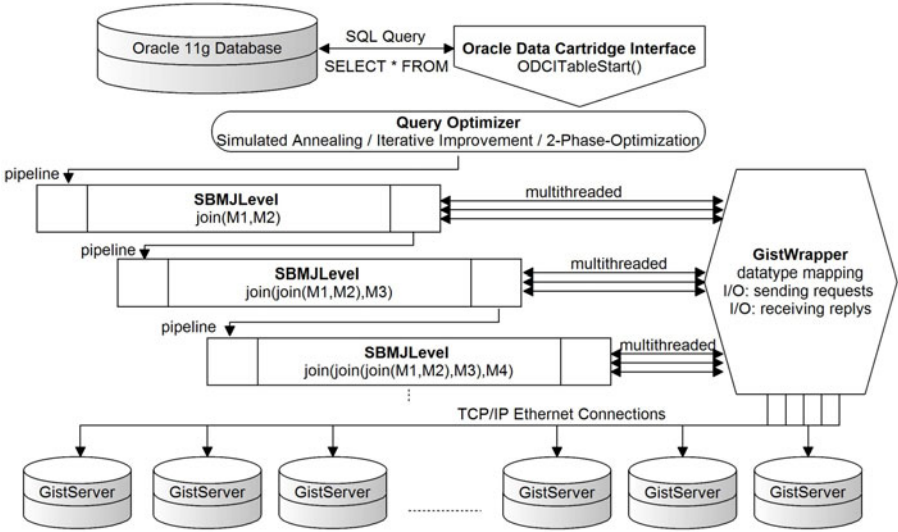 Oracle 11g Database
SQL Query
SELECT * FROM
Oracle Data Cartridge Interface
ODCITableStart()
Query Optimizer
Simulated Annealing / Iterative Improvement / 2-Phase-Optimization
pipeline
SBMJLevel
join(M1,M2)
multithreaded
pipeline
SBMJLevel
join(join(M1,M2),M3)
multithreaded
GistWrapper
datatype mapping
I/O: sending requests
I/O: receiving replys
pipeline
SBMJLevel
join(join(join(M1,M2),M3),M4)
multithreaded
TCP/IP Ethernet Connections
GistServer
GistServer
GistServer
GistServer
GistServer
GistServer